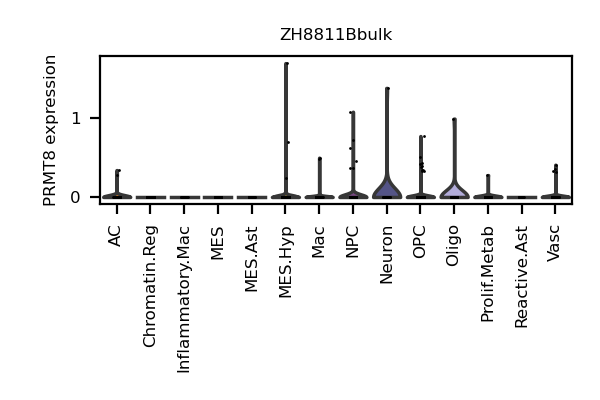 ZH8811Bbulk
PRMT8 expression
1
0
AC
Chromatin.Reg
Inflammatory.Mac
MES
MES.Ast
MES.Hyp
Mac
NPC
Neuron
OPC
Oligo
Prolif.Metab
Reactive.Ast
Vasc